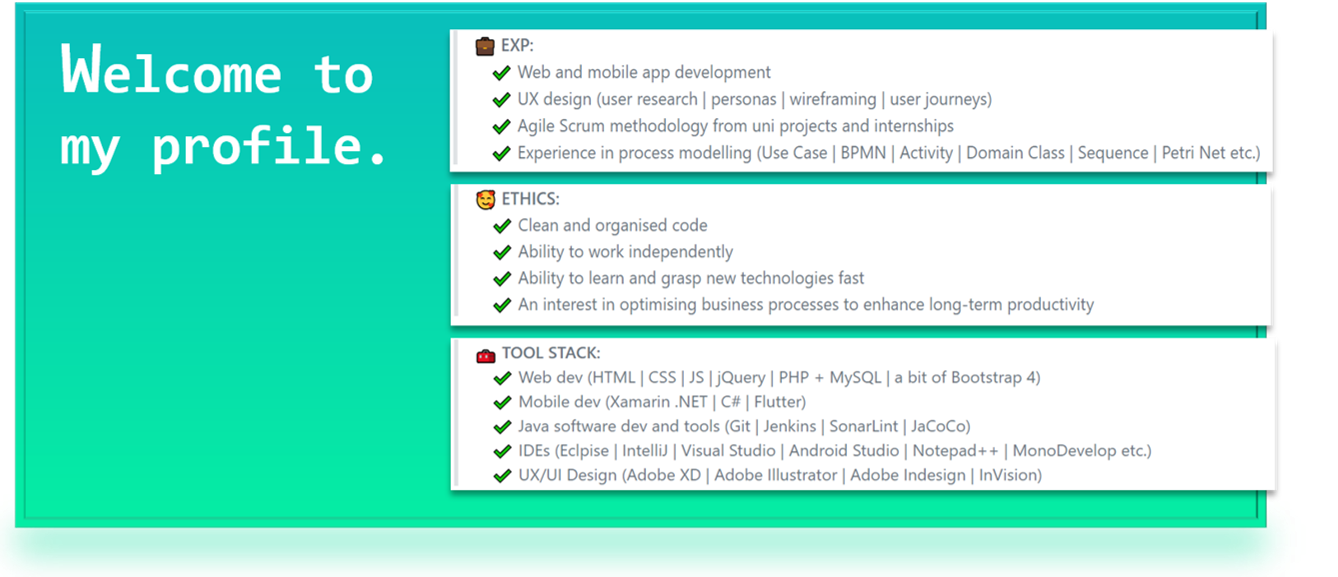 Welcome to
my profile.
EXP:
Web and mobile app development
UX design (user research | personas | wireframing | user journeys)
Agile Scrum methodology from uni projects and internships
Experience in process modelling (Use Case | BPMN | Activity | Domain Class | Sequence | Petri Net etc.)
ETHICS:
Clean and organised code
Ability to work independently
Ability to learn and grasp new technologies fast
An interest in optimising business processes to enhance long-term productivity
TOOL STACK:
Web dev (HTML | CSS | JS | jQuery | PHP + MySQL | a bit of Bootstrap 4)
Mobile dev (Xamarin .NET | C# | Flutter)
Java software dev and tools (Git | Jenkins | SonarLint | JaCoCo)
IDEs (Eclpise | IntelliJ | Visual Studio | Android Studio | Notepad++ | MonoDevelop etc.)
UX/UI Design (Adobe XD | Adobe Illustrator | Adobe Indesign | InVision)